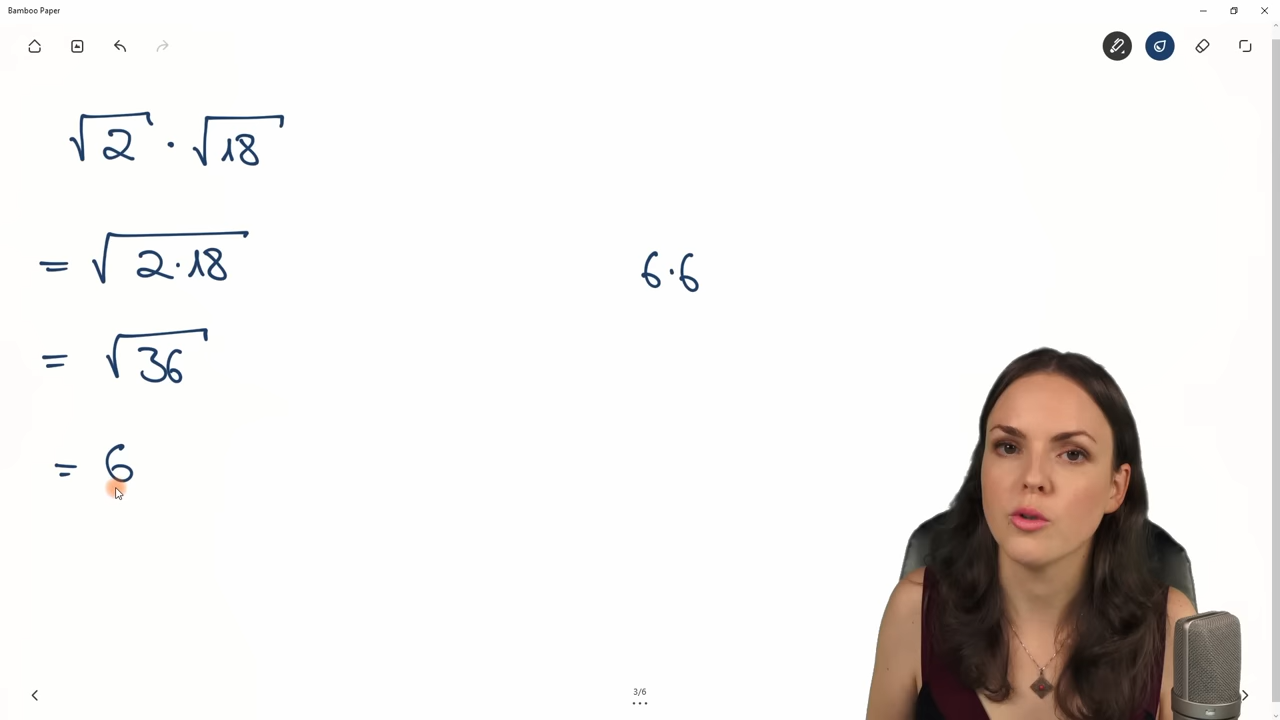 Bamboo Paper
√2 · √18
= √2·18
6·6
= √36
= 6
3/6